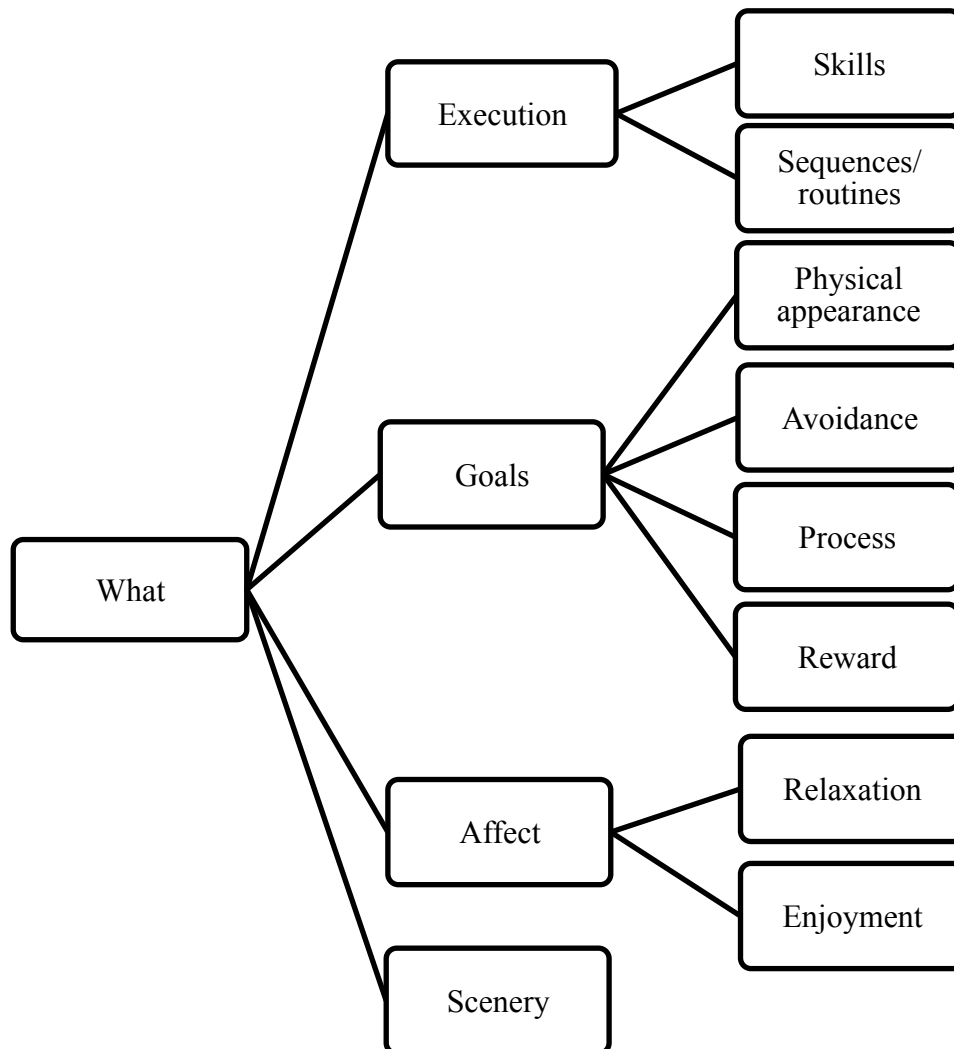 What
Execution
Skills
Sequences/
routines
Goals
Physical
appearance
Avoidance
Process
Reward
Affect
Relaxation
Enjoyment
Scenery